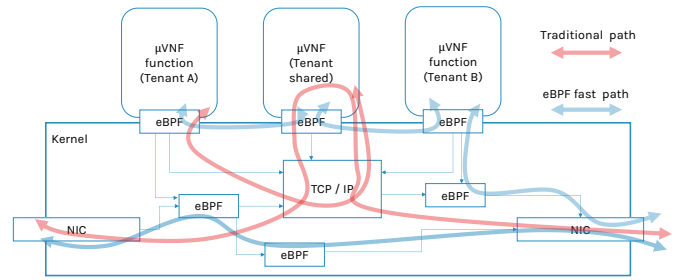 μVNF
function
(Tenant A)
μVNF
(Tenant
shared)
μVNF
function
(Tenant B)
Traditional path
eBPF fast path
eBPF
eBPF
eBPF
Kernel
TCP / IP
eBPF
eBPF
NIC
NIC
eBPF